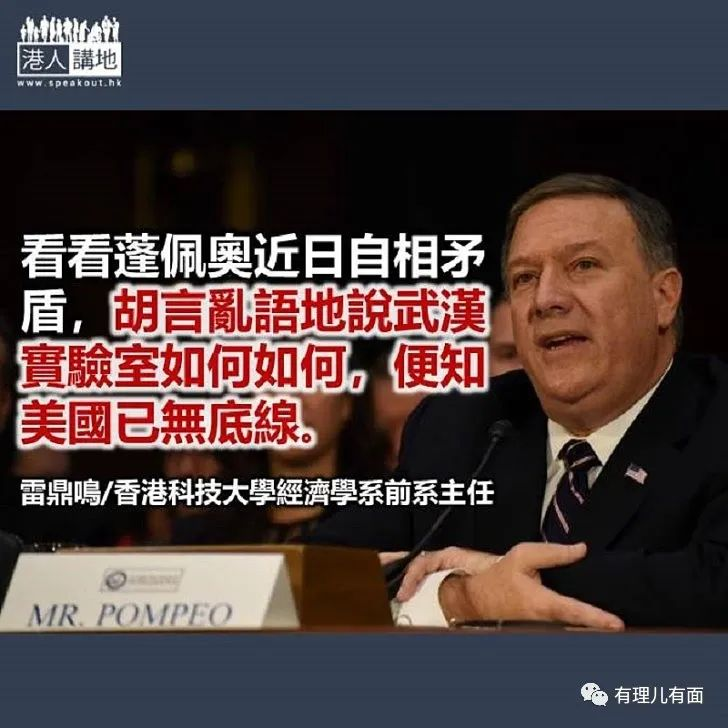 港人講地
www.speakout.hk
看看蓬佩奧近日自相矛
盾，胡言亂語地說武漢
實驗室如何如何，便知
美國已無底線。
雷鼎鳴/香港科技大學經濟學系前系主任
MR. POMPEO
有理儿有面